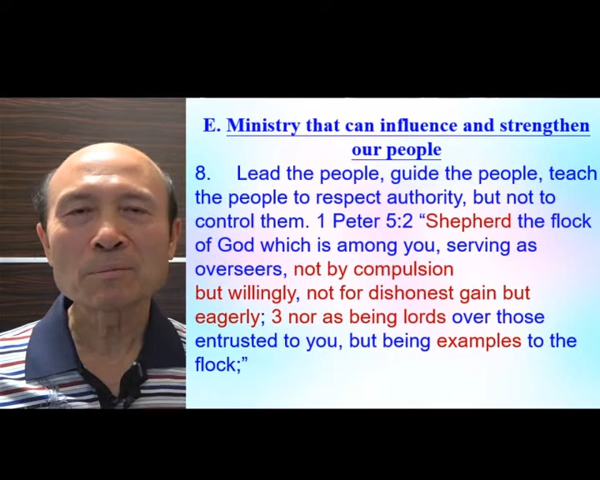 E. Ministry that can influence and strengthen
our people
8. Lead the people, guide the people, teach
the people to respect authority, but not to
control them. 1 Peter 5:2 “Shepherd the flock
of God which is among you, serving as
overseers, not by compulsion
but willingly, not for dishonest gain but
eagerly; 3 nor as being lords over those
entrusted to you, but being examples to the
flock;”